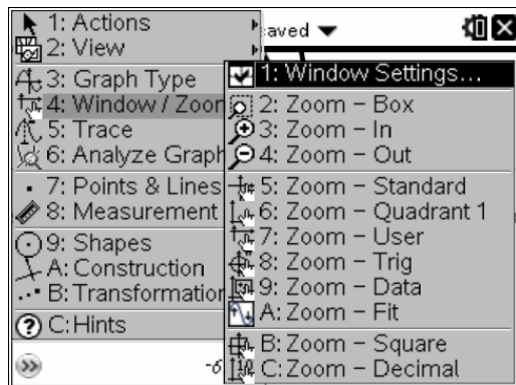 1: Actions
2: View
3: Graph Type
4: Window / Zoor
5: Trace
6: Analyze Graph
7: Points & Lines
8: Measurement
9: Shapes
A: Construction
B: Transformation
C: Hints
aved
1: Window Settings...
2: Zoom – Box
3: Zoom – In
4: Zoom – Out
5: Zoom – Standard
6: Zoom – Quadrant 1
7: Zoom – User
8: Zoom – Trig
9: Zoom – Data
A: Zoom – Fit
B: Zoom – Square
C: Zoom – Decimal
-6